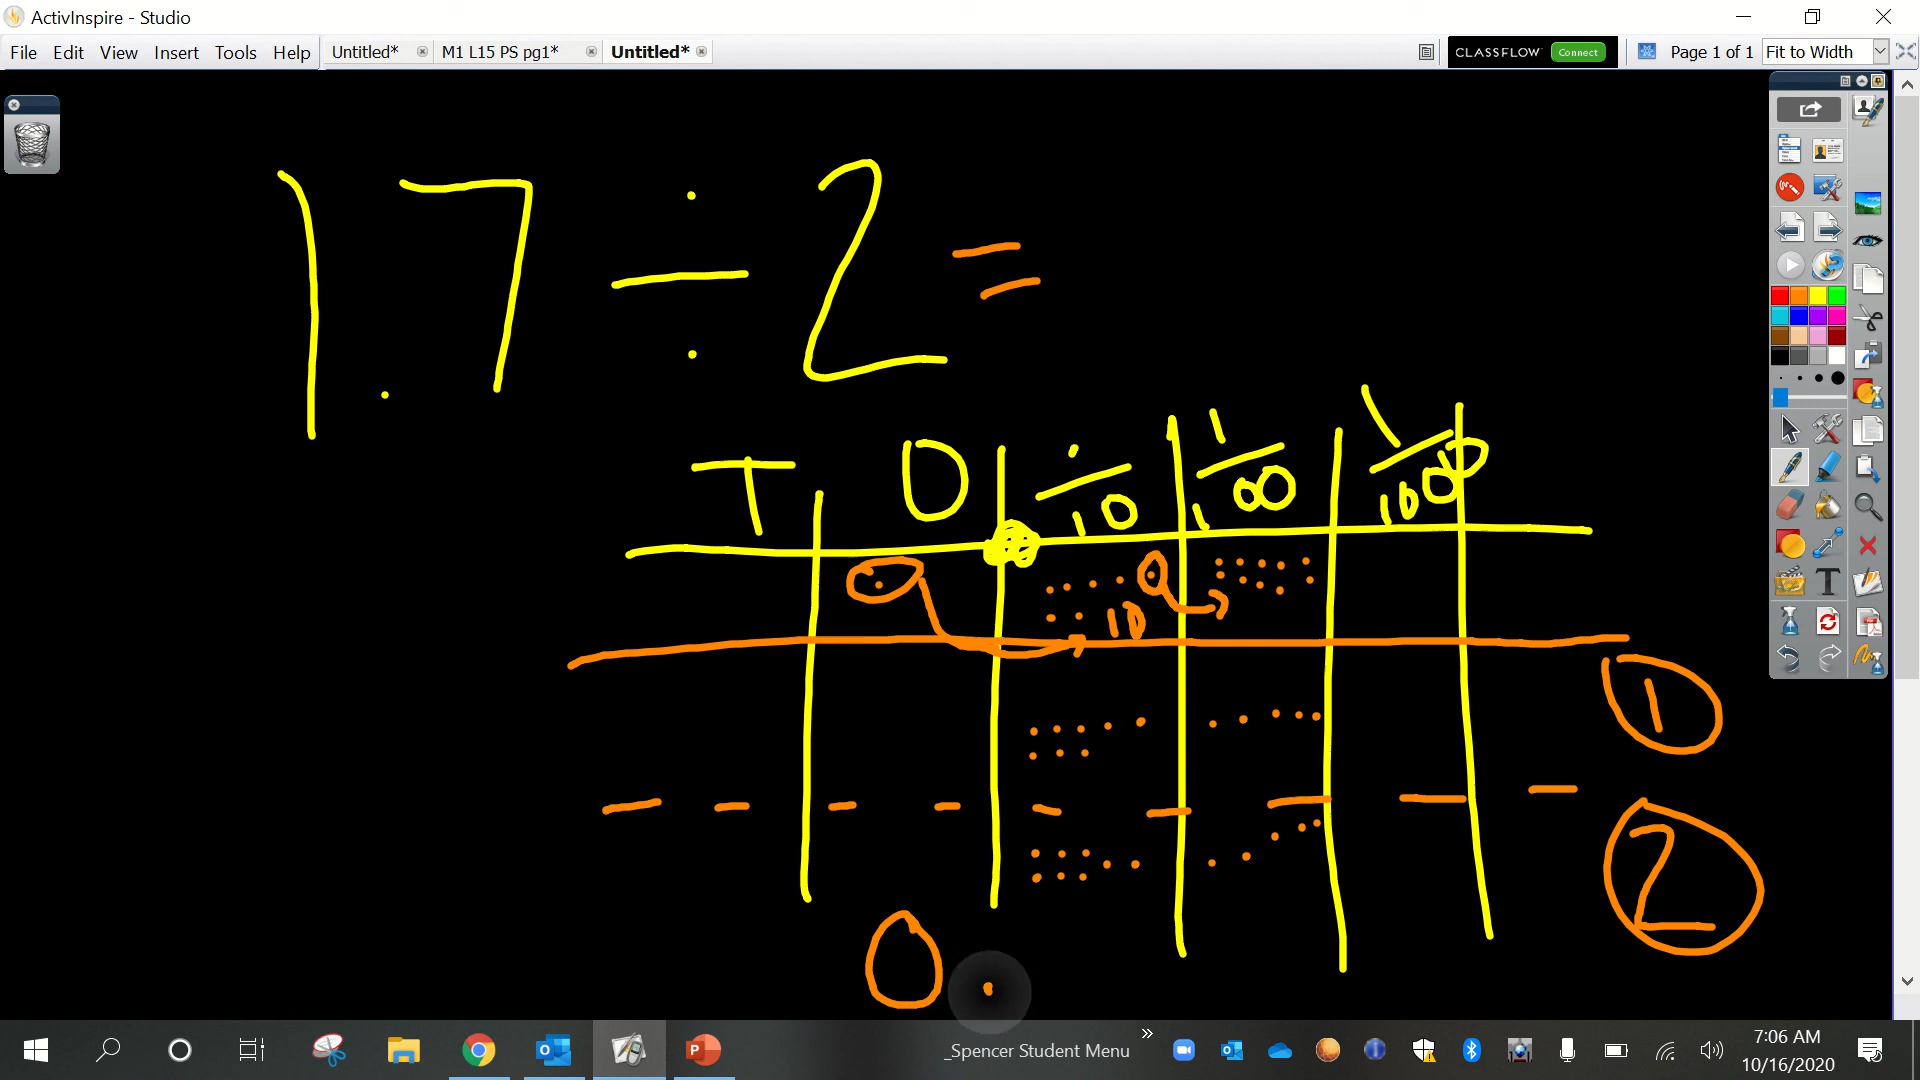 ActivInspire - Studio
File Edit View Insert Tools Help Untitled* M1 L15 PS pg1* Untitled* CLASSFLOW Connect Page 1 of 1 Fit to Width
1.7 ÷ 2 =
T O 1/10 1/100 1/1000
10
1
2
0.
_Spencer Student Menu » 7:06 AM
10/16/2020